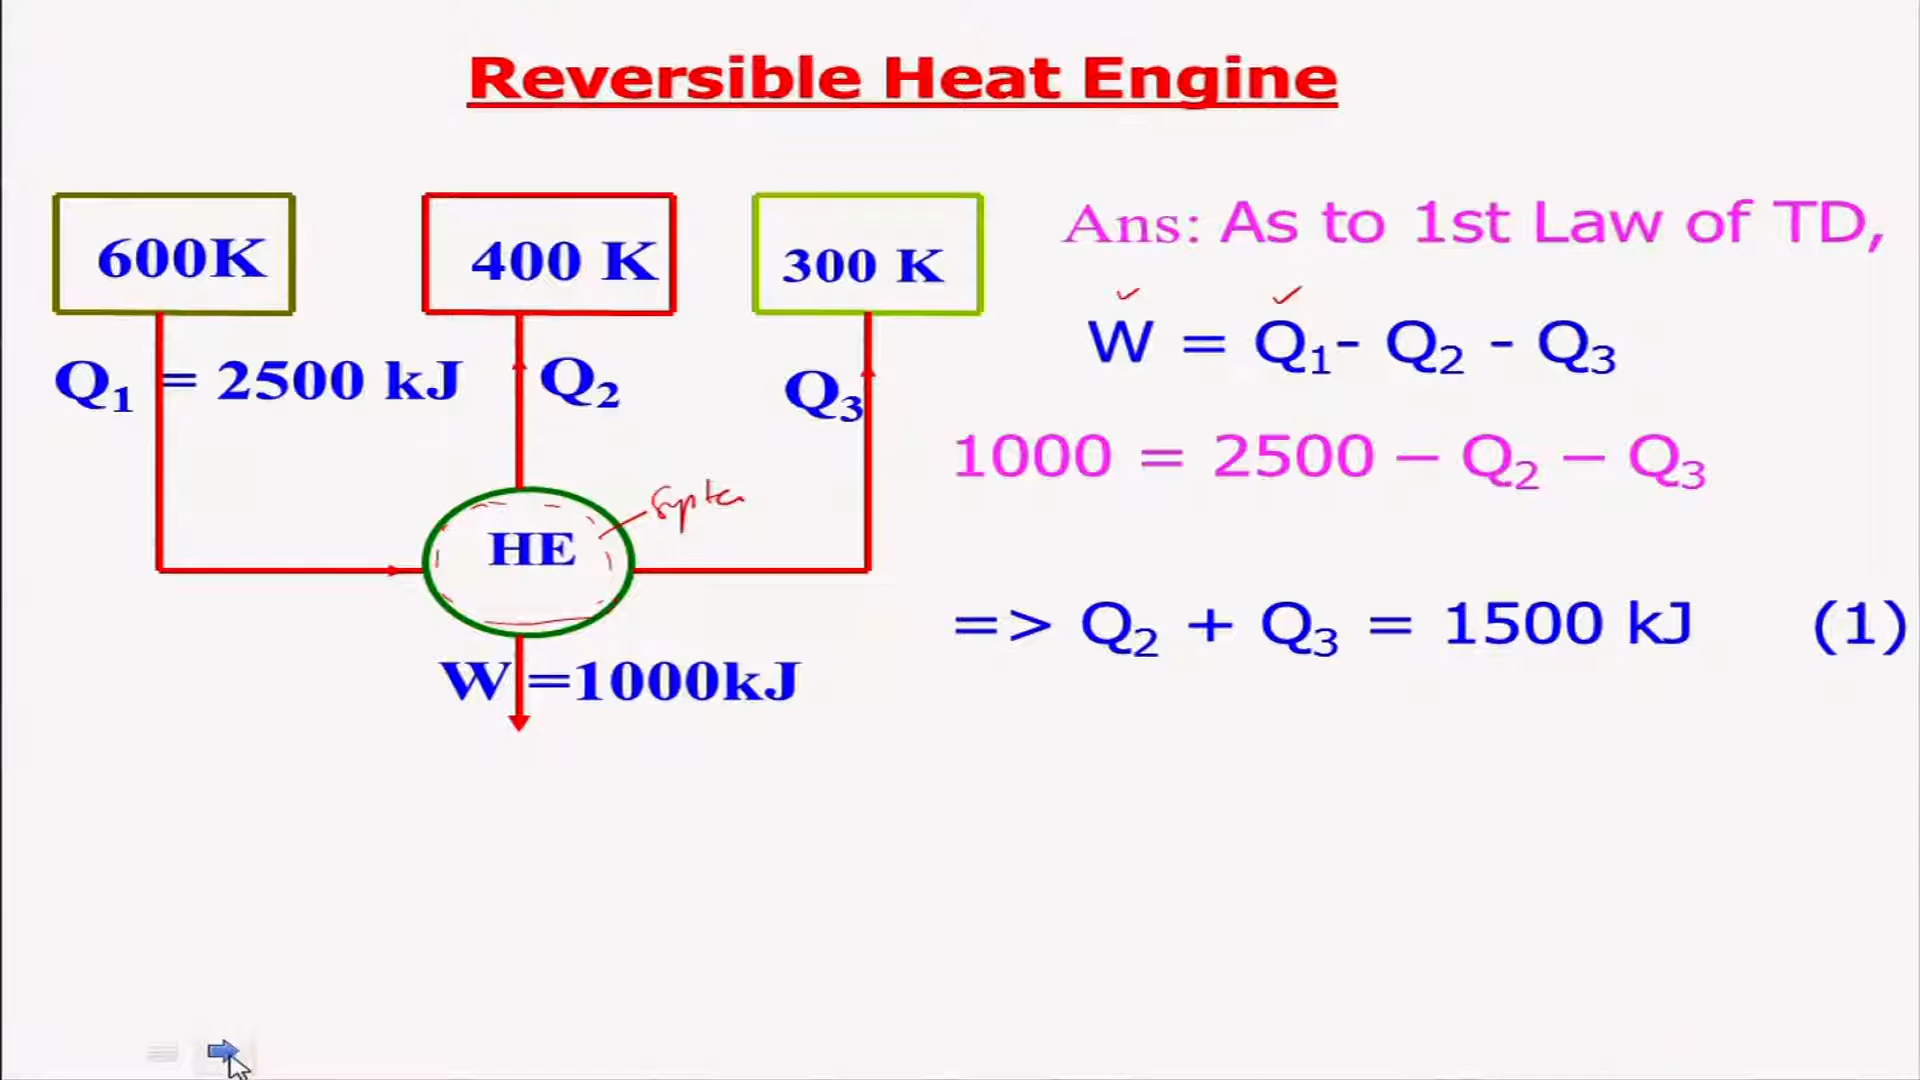 Reversible Heat Engine
600K
400 K
300 K
Q₁ = 2500 kJ
Q₂
Q₃
HE
W =1000kJ
Ans: As to 1st Law of TD,
W = Q₁- Q₂ - Q₃
1000 = 2500 – Q₂ – Q₃
=> Q₂ + Q₃ = 1500 kJ (1)